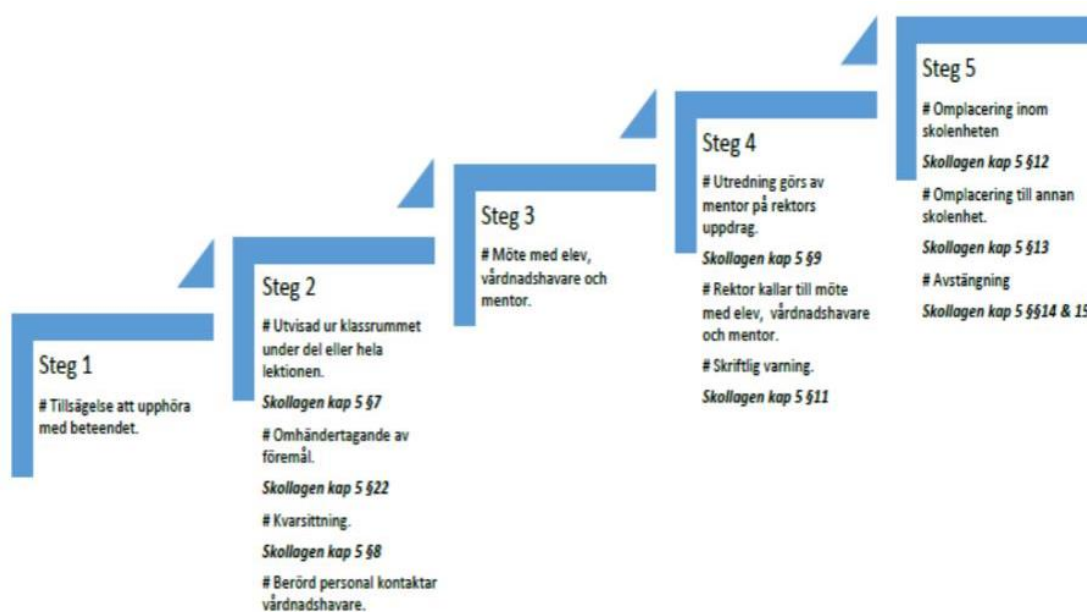 Steg 1
# Tillsägelse att upphöra
med beteendet.
Steg 2
# Utvisad ur klassrummet
under del eller hela
lektionen.
Skollagen kap 5 §7
# Omhändertagande av
föremål.
Skollagen kap 5 §22
# Kvarsittning.
Skollagen kap 5 §8
# Berörd personal kontaktar
vårdnadshavare.
Steg 3
# Möte med elev,
vårdnadshavare och
mentor.
Steg 4
# Utredning görs av
mentor på rektors
uppdrag.
Skollagen kap 5 §9
# Rektor kallar till möte
med elev, vårdnadshavare
och mentor.
# Skriftlig varning.
Skollagen kap 5 §11
Steg 5
# Omplacering inom
skolenheten
Skollagen kap 5 §12
# Omplacering till annan
skolenhet.
Skollagen kap 5 §13
# Avstängning
Skollagen kap 5 §§14 & 15